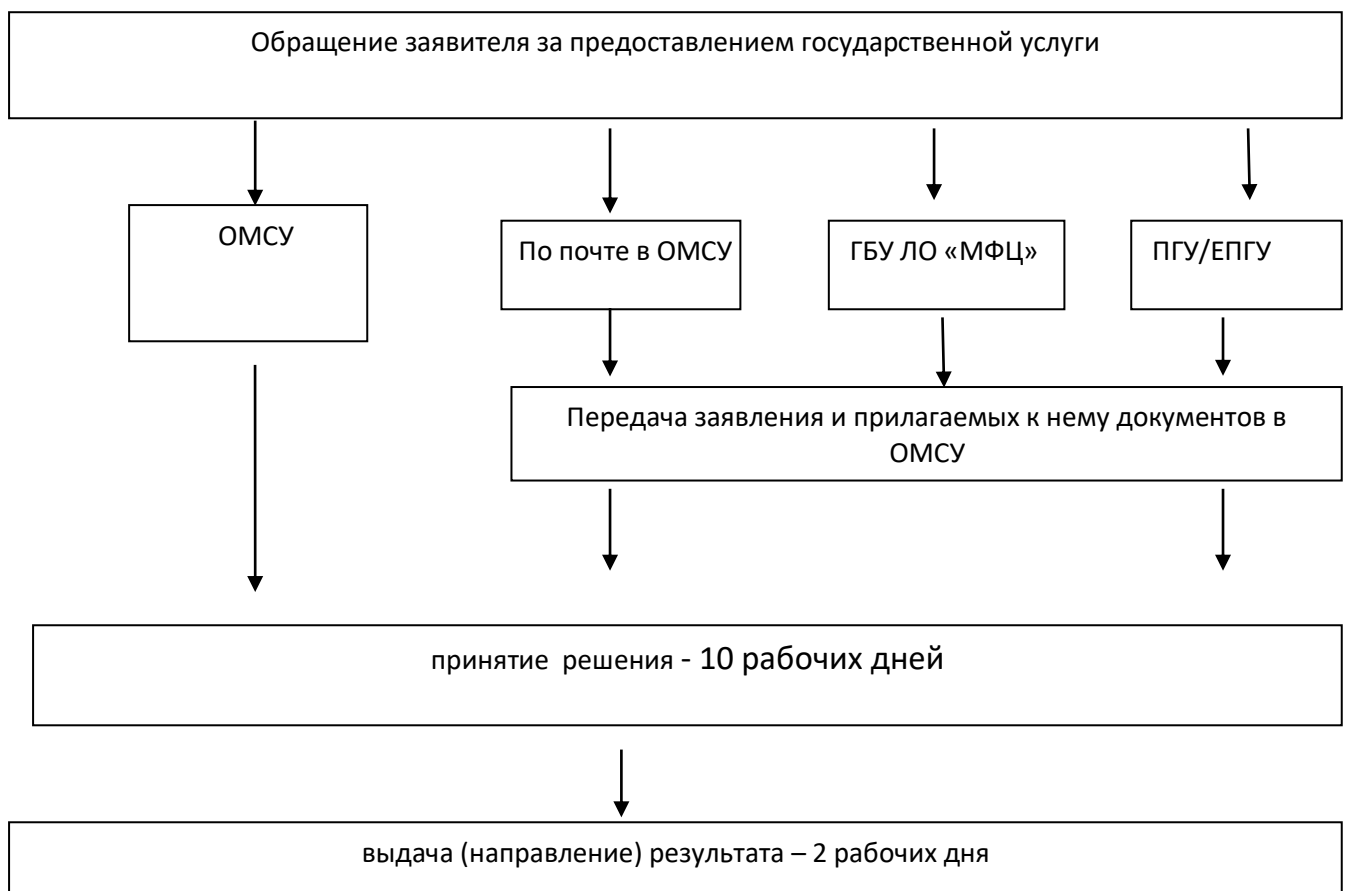 Обращение заявителя за предоставлением государственной услуги
ОМСУ
По почте в ОМСУ
ГБУ ЛО «МФЦ»
ПГУ/ЕПГУ
Передача заявления и прилагаемых к нему документов в
ОМСУ
принятие решения - 10 рабочих дней
выдача (направление) результата – 2 рабочих дня